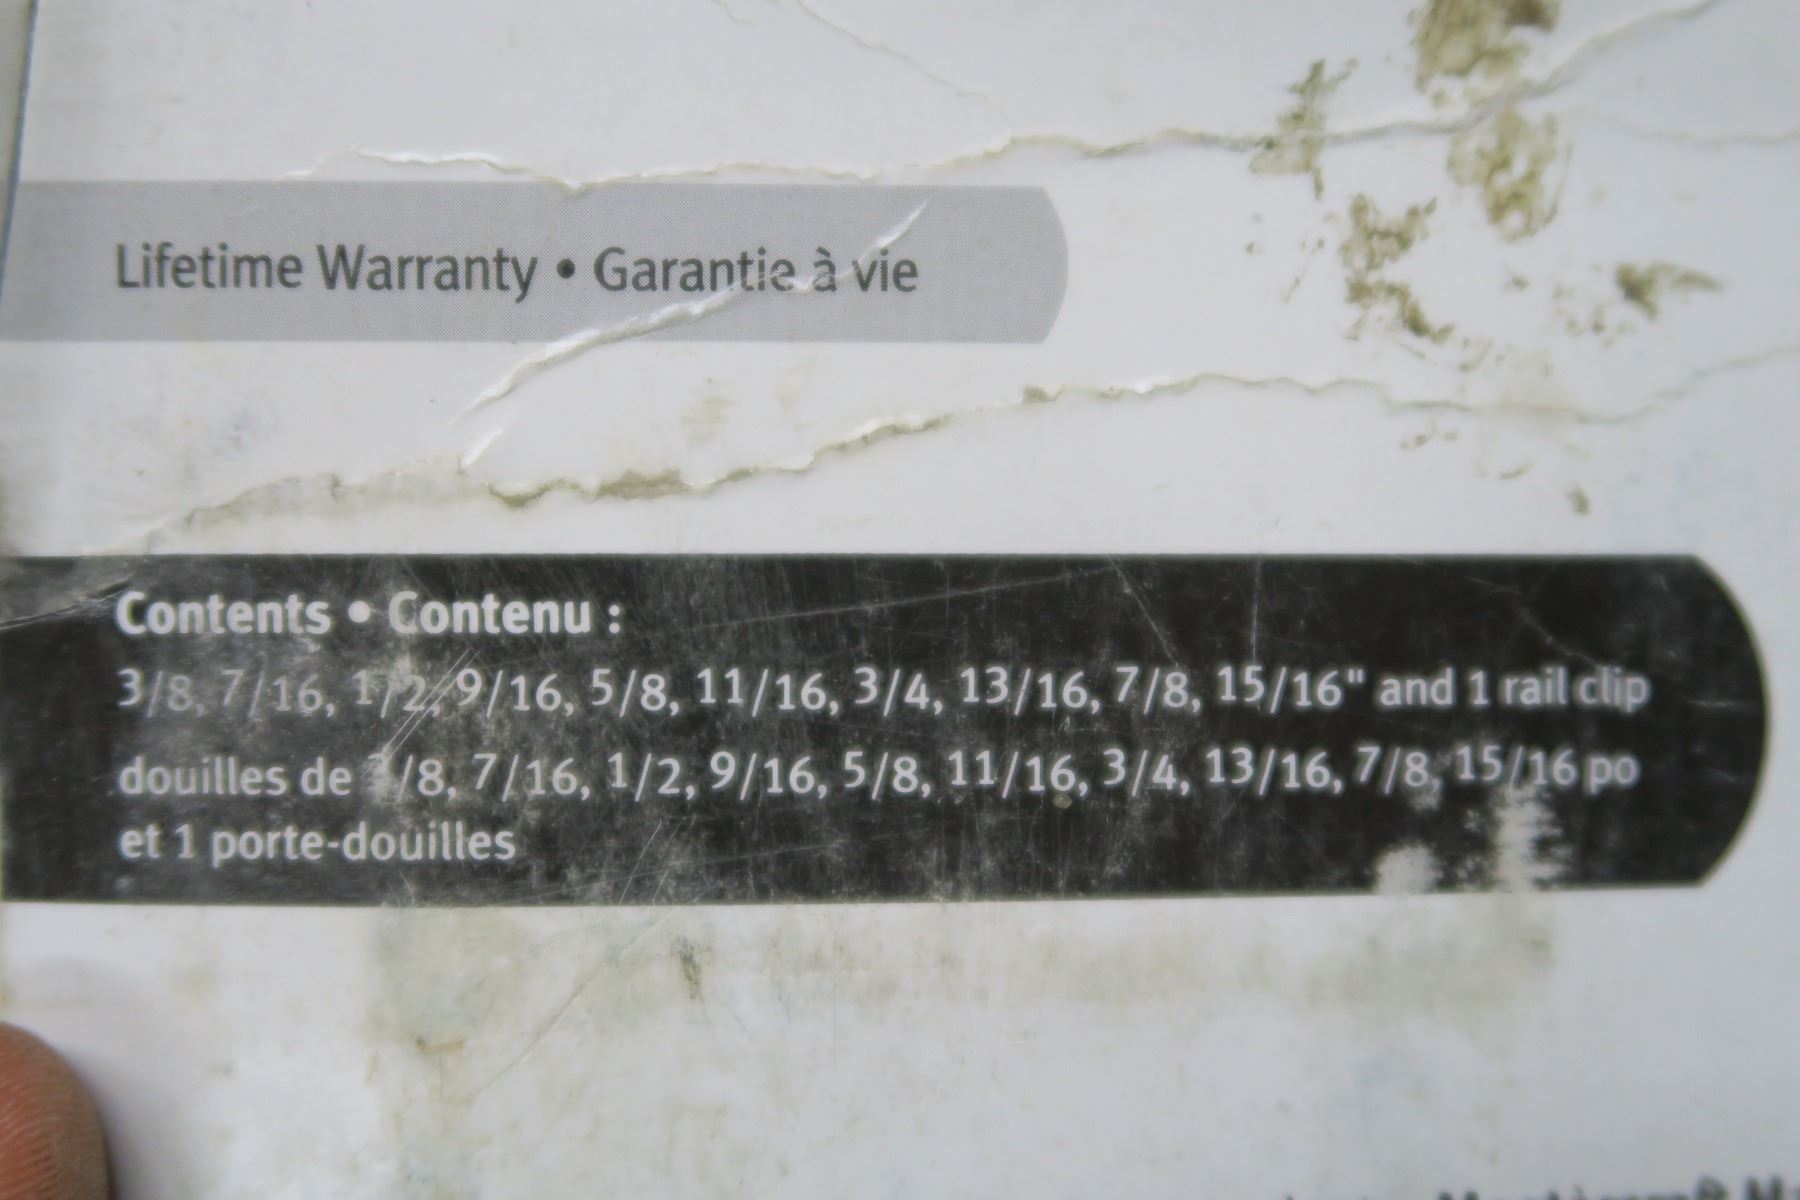 Lifetime Warranty • Garantie à vie
Contents • Contenu :
3/8, 7/16, 1/2, 9/16, 5/8, 11/16, 3/4, 13/16, 7/8, 15/16" and 1 rail clip
douilles de /8, 7/16, 1/2, 9/16, 5/8, 11/16, 3/4, 13/16, 7/8, 15/16 po
et 1 porte-douilles